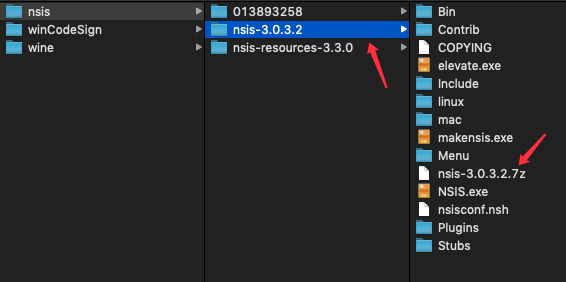 nsis
winCodeSign
wine
013893258
nsis-3.0.3.2
nsis-resources-3.3.0
Bin
Contrib
COPYING
elevate.exe
Include
linux
mac
makensis.exe
Menu
nsis-3.0.3.2.7z
NSIS.exe
nsisconf.nsh
Plugins
Stubs